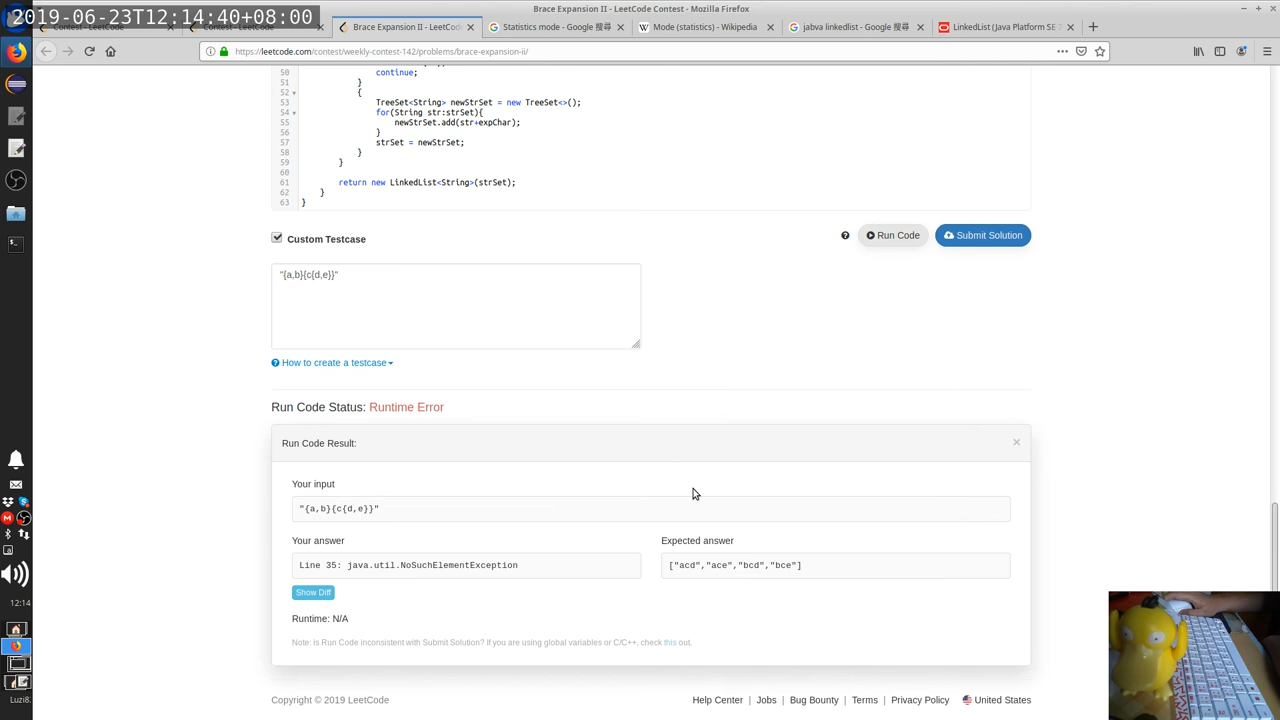 2019-06-23T12:14:40+08:00
Brace Expansion II - LeetCode Contest - Mozilla Firefox
Contest - LeetCode
Contest - LeetCode
Brace Expansion II - LeetCod
Statistics mode - Google 搜尋
Mode (statistics) - Wikipedia
jabva linkedlist - Google 搜尋
LinkedList (Java Platform SE 7
https://leetcode.com/contest/weekly-contest-142/problems/brace-expansion-ii/
50 continue;
51 }
52 {
53 TreeSet<String> newStrSet = new TreeSet<>();
54 for(String str:strSet){
55 newStrSet.add(str+expChar);
56 }
57 strSet = newStrSet;
58 }
59 }
60
61 return new LinkedList<String>(strSet);
62 }
63 }
Custom Testcase
Run Code
Submit Solution
"{a,b}{c{d,e}}"
How to create a testcase
Run Code Status: Runtime Error
Run Code Result:
Your input
"{a,b}{c{d,e}}"
Your answer
Expected answer
Line 35: java.util.NoSuchElementException
["acd","ace","bcd","bce"]
Show Diff
Runtime: N/A
Note: is Run Code inconsistent with Submit Solution? If you are using global variables or C/C++, check this out.
Copyright © 2019 LeetCode
Help Center | Jobs | Bug Bounty | Terms | Privacy Policy
United States
12:14